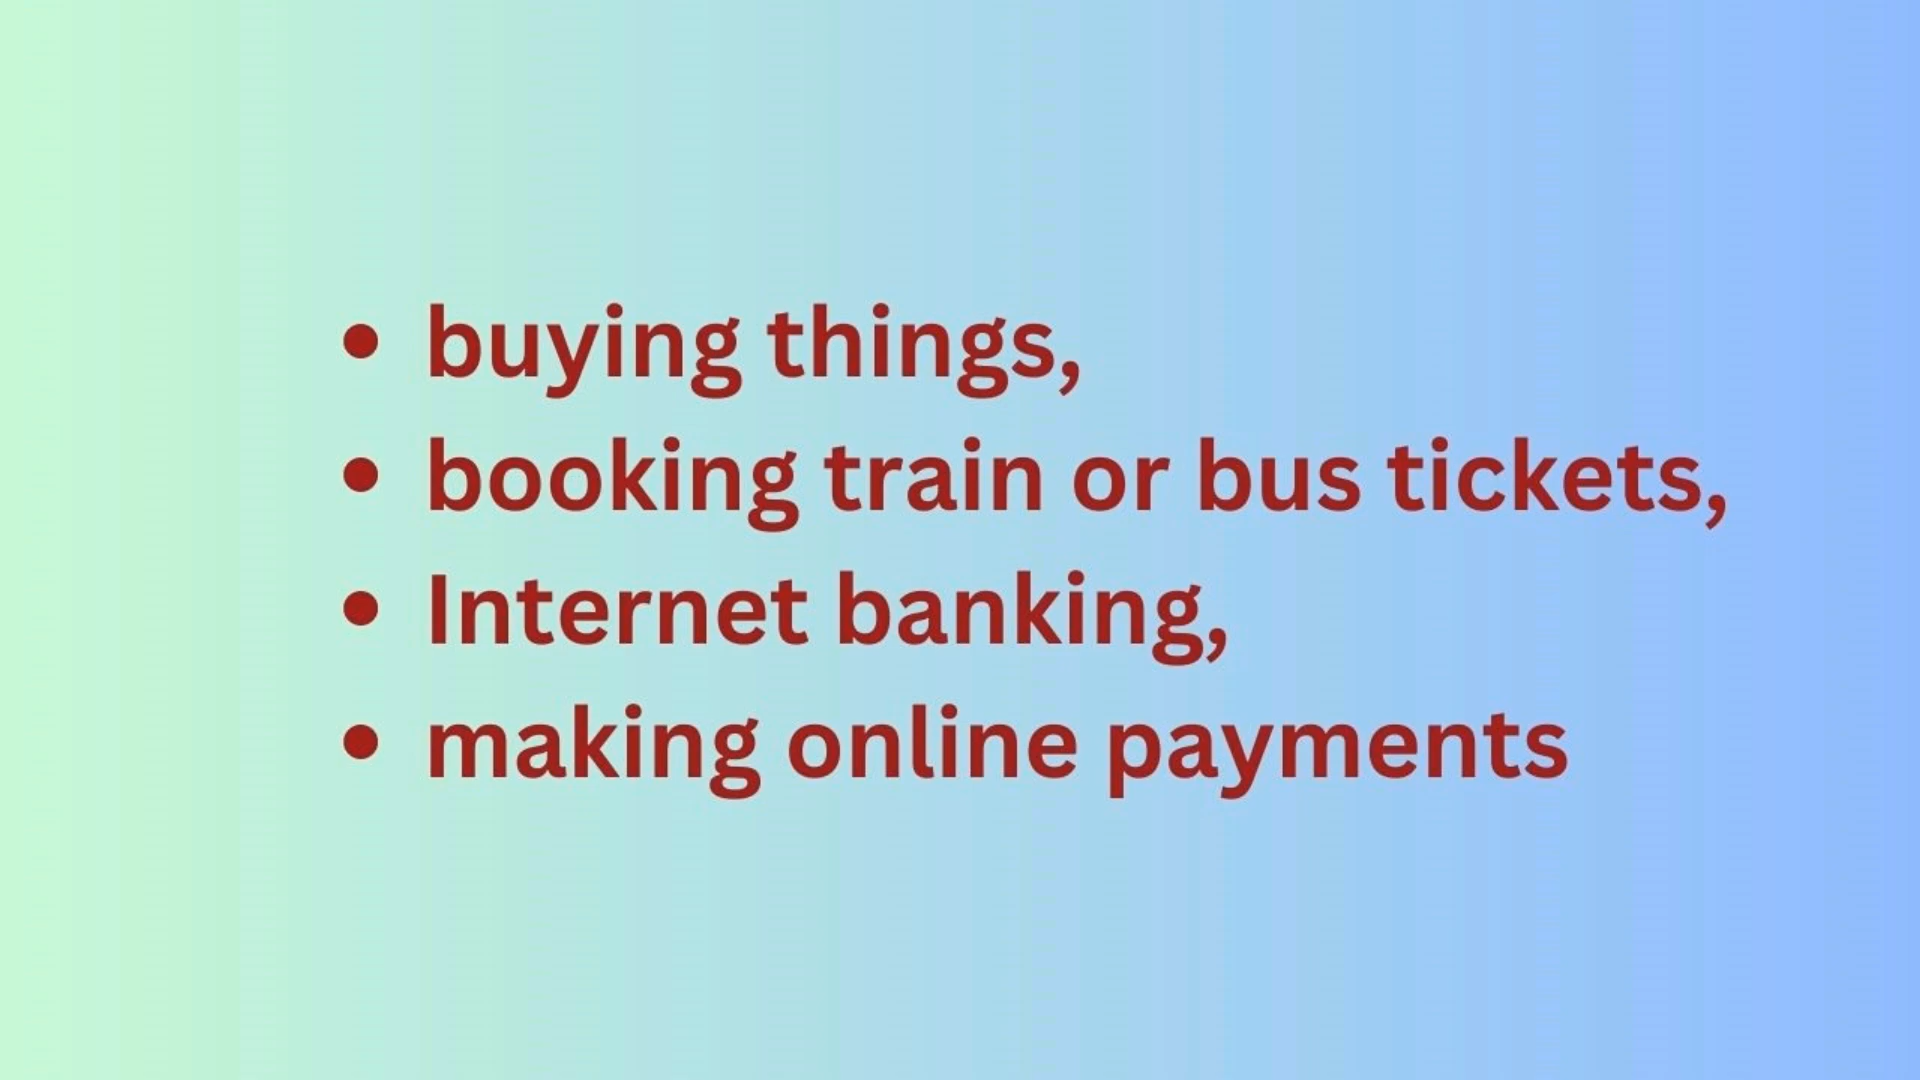 • buying things,
• booking train or bus tickets,
• Internet banking,
• making online payments